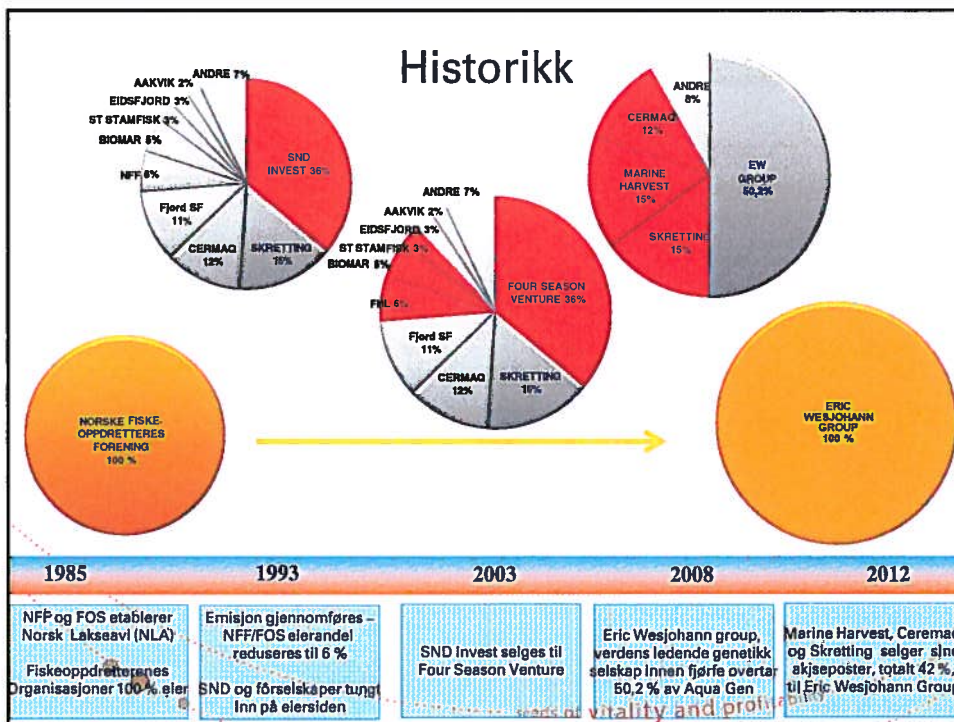 Historikk
ANDRE 7%
AAKVIK 2%
EIDSFJORD 3%
ST STAMFISK 3%
BIOMAR 5%
NFF 6%
Fjord SF
11%
CERMAQ
12%
SKRETTING
15%
SND
INVEST 36%
ANDRE 7%
AAKVIK 2%
EIDSFJORD 3%
ST STAMFISK 3%
BIOMAR 5%
FHL 6%
Fjord SF
11%
CERMAQ
12%
SKRETTING
15%
FOUR SEASON
VENTURE 36%
ANDRE
8%
CERMAQ
12%
MARINE
HARVEST
15%
SKRETTING
15%
EW
GROUP
50,2%
NORSKE FISKE-
OPPDRETTERES
FORENING
100 %
ERIC
WESJOHANN
GROUP
100 %
1985
1993
2003
2008
2012
NFF og FOS etablerer
Norsk Lakseavl (NLA)
Fiskeoppdretterenes
Organisasjoner 100 % eier
Emisjon gjennomføres –
NFF/FOS eierandel
reduseres til 6 %
SND og fôrselskaper tungt
Inn på eiersiden
SND Invest selges til
Four Season Venture
Eric Wesjohann group,
verdens ledende genetikk
selskap Innen fjørfe overtar
50,2 % av Aqua Gen
Marine Harvest, Ceremaq
og Skretting selger sine
akjseposter, totalt 42 %,
til Eric Wesjohann Group
seeds of vitality and profitability